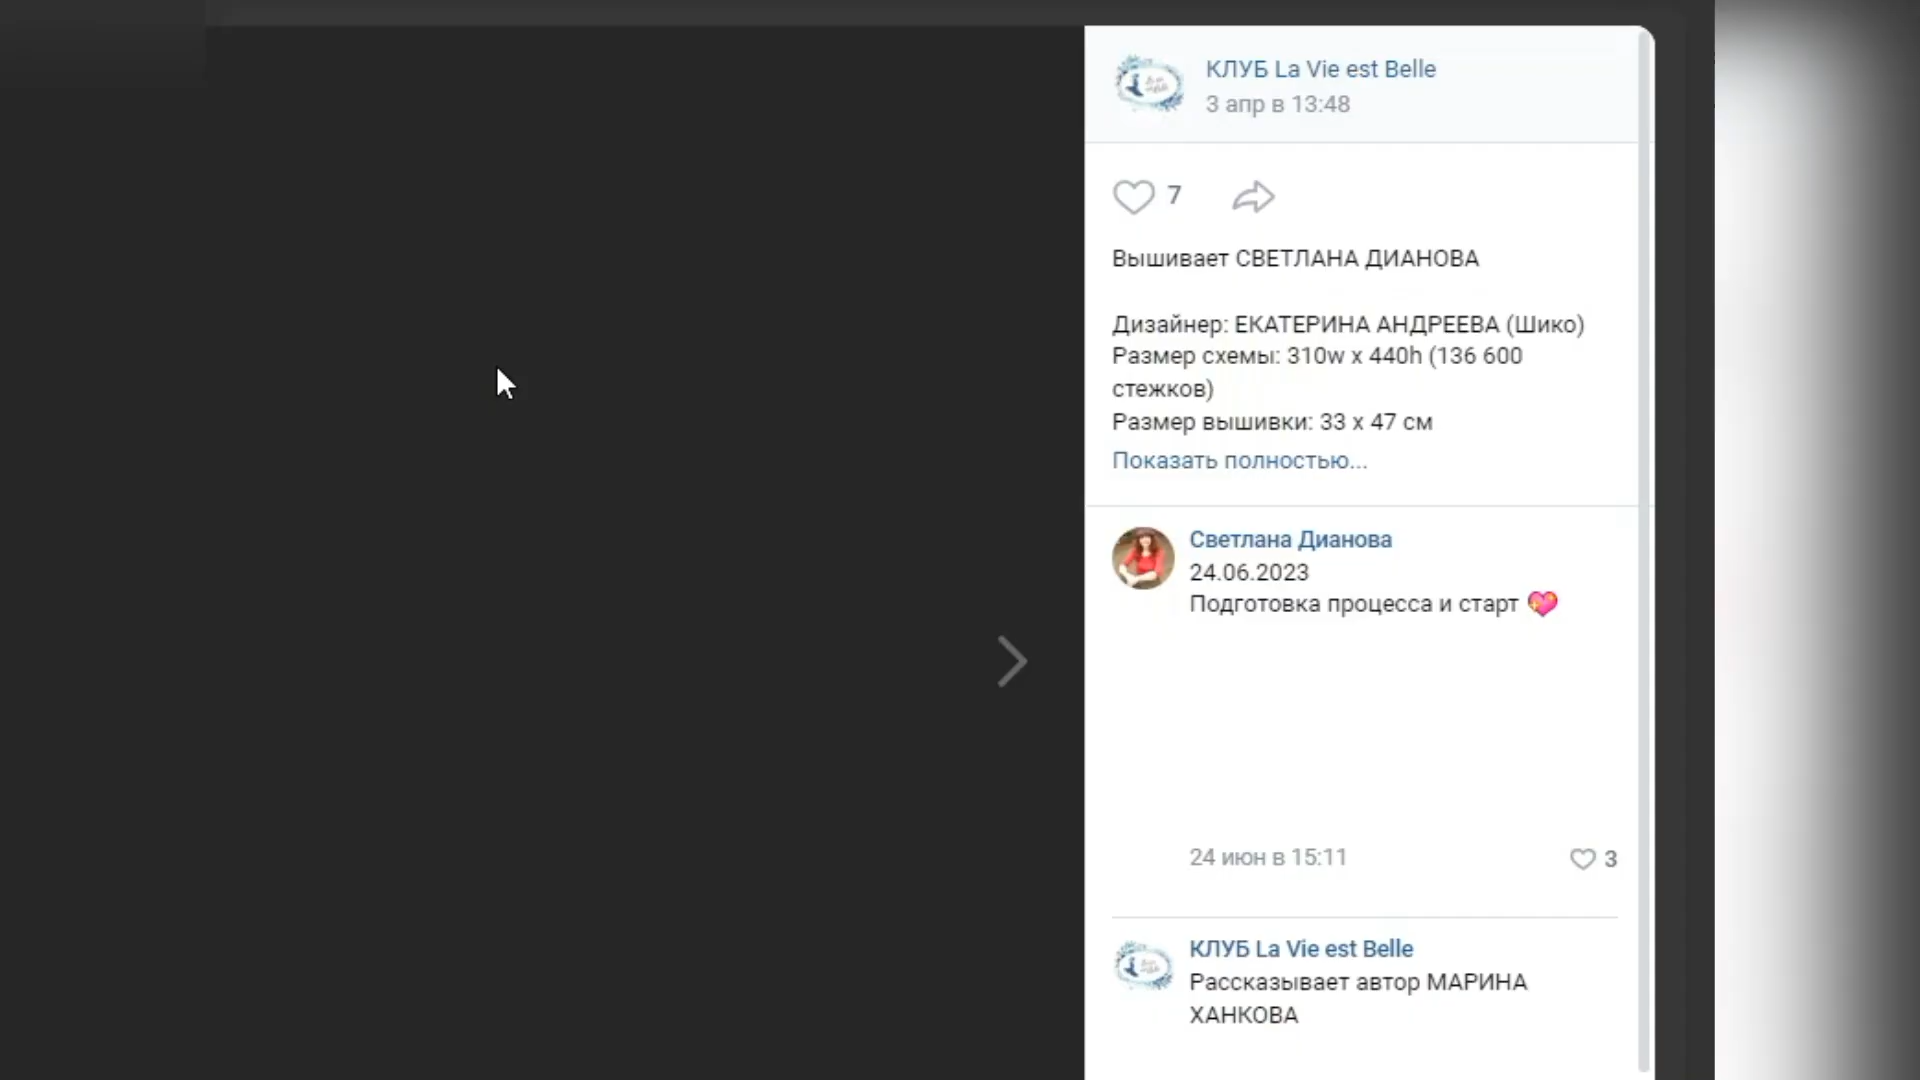 КЛУБ La Vie est Belle
3 апр в 13:48
7
Вышивает СВЕТЛАНА ДИАНОВА
Дизайнер: ЕКАТЕРИНА АНДРЕЕВА (Шико)
Размер схемы: 310w x 440h (136 600
стежков)
Размер вышивки: 33 х 47 см
Показать полностью...
Светлана Дианова
24.06.2023
Подготовка процесса и старт 💖
24 июн в 15:11
3
КЛУБ La Vie est Belle
Рассказывает автор МАРИНА
ХАНКОВА